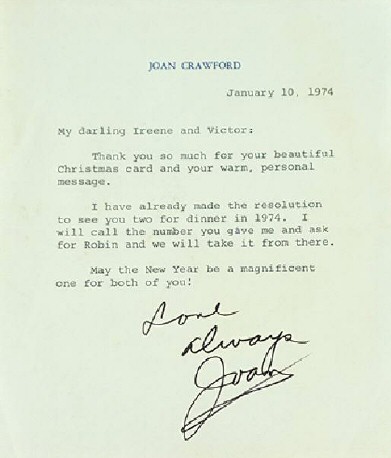 JOAN CRAWFORD
January 10, 1974
My darling Ireene and Victor:
Thank you so much for your beautiful
Christmas card and your warm, personal
message.
I have already made the resolution
to see you two for dinner in 1974. I
will call the number you gave me and ask
for Robin and we will take it from there.
May the New Year be a magnificent
one for both of you!
Love
always
Joan